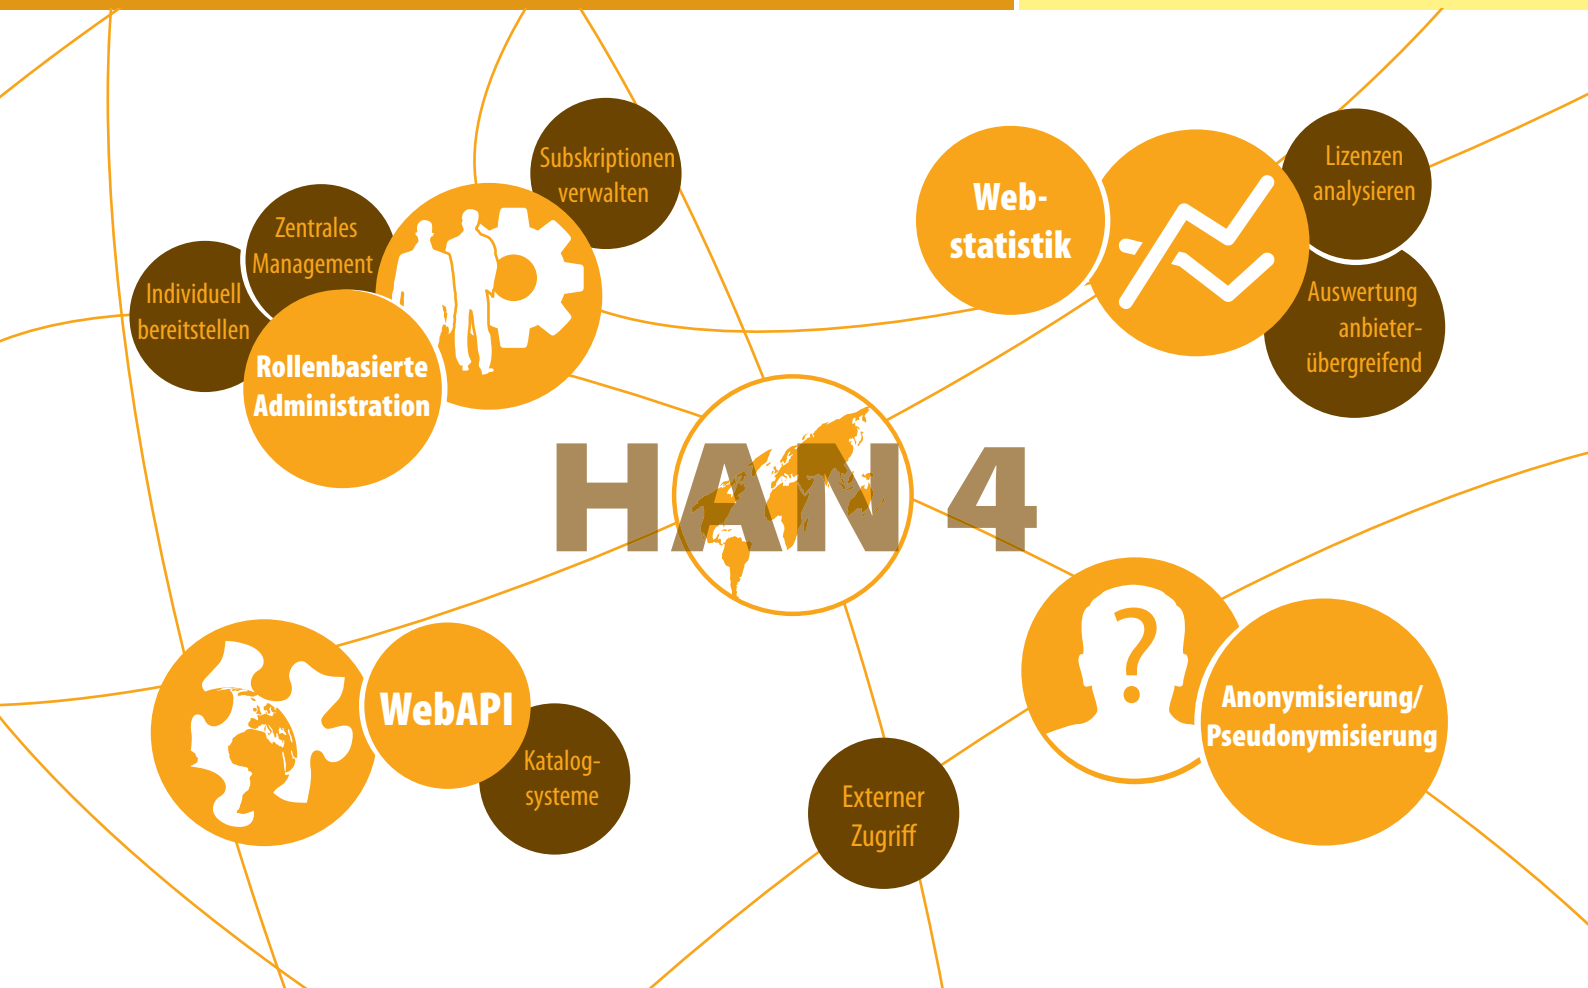 Subskriptionen
verwalten
Zentrales
Management
Individuell
bereitstellen
Rollenbasierte
Administration
Web-
statistik
Lizenzen
analysieren
Auswertung
anbieter-
übergreifend
HAN 4
WebAPI
Katalog-
systeme
Externer
Zugriff
?
Anonymisierung/
Pseudonymisierung